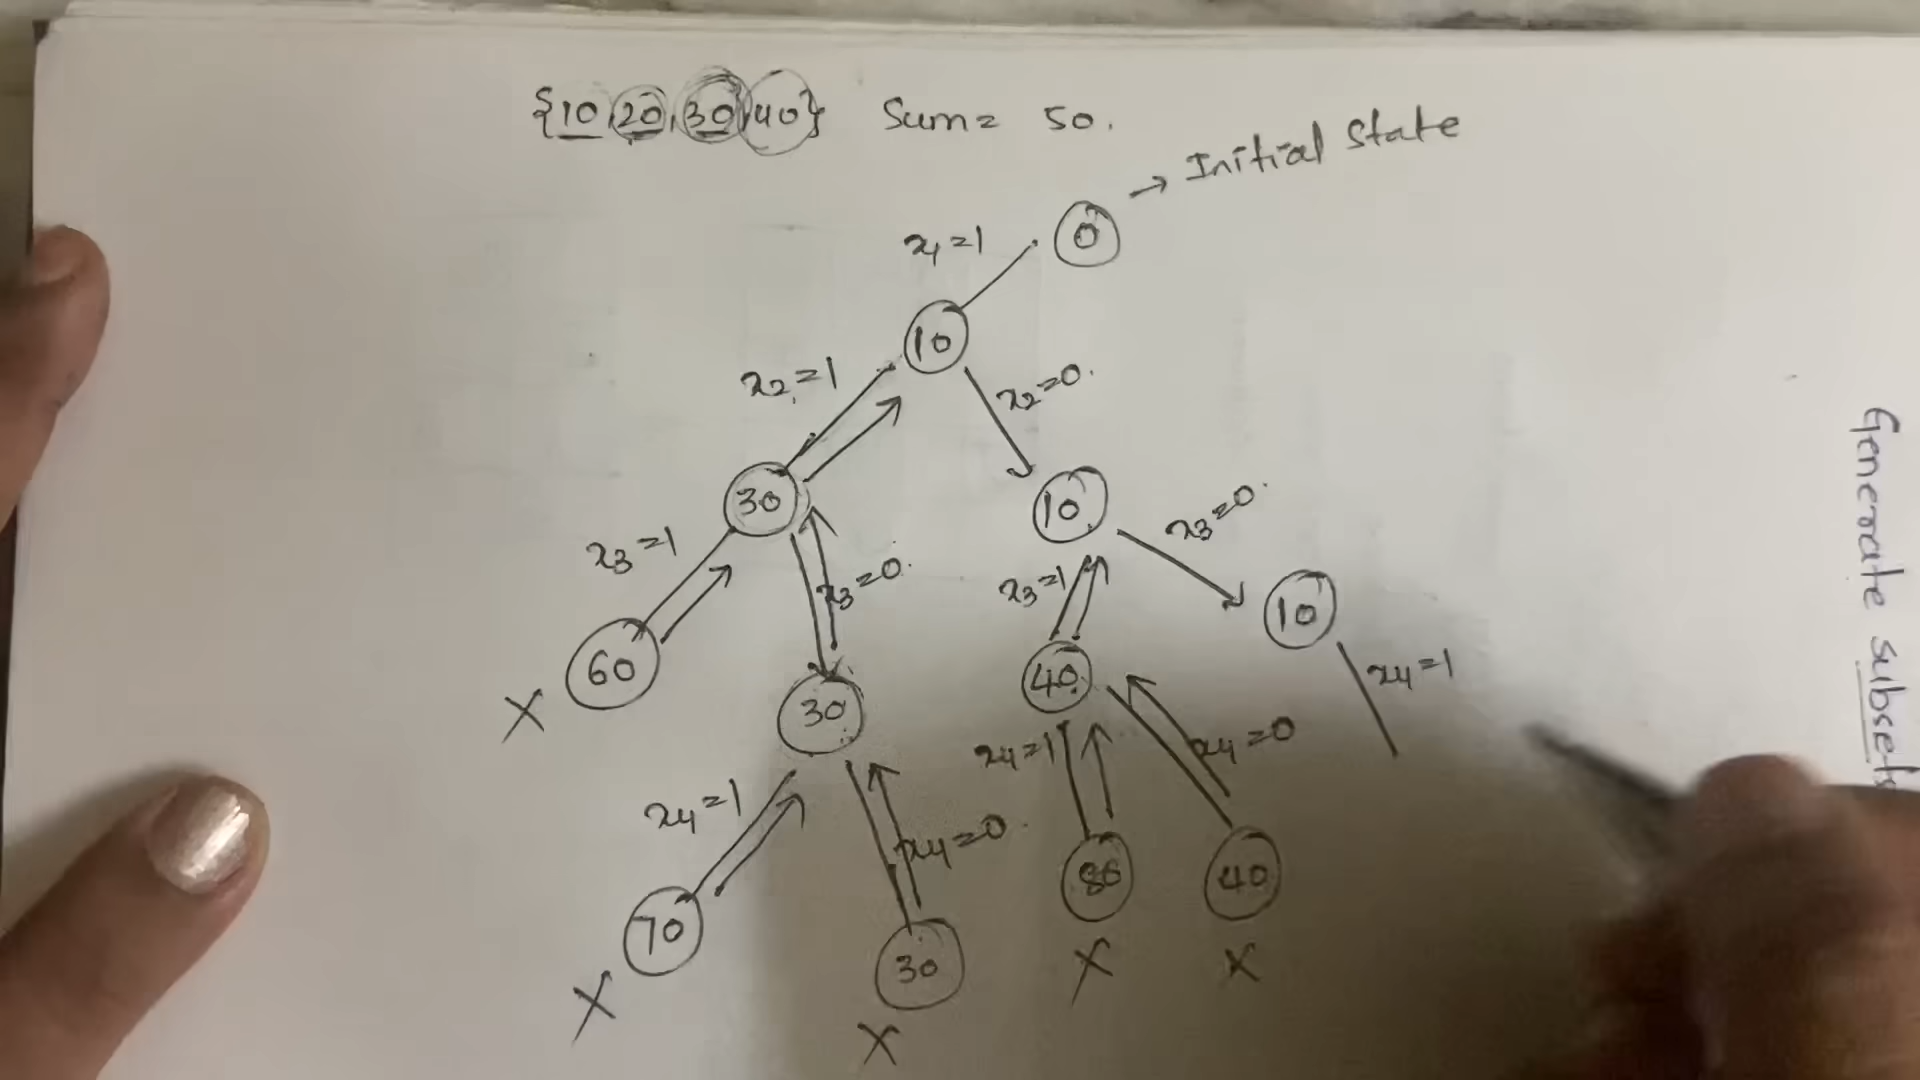 {10, 20, 30, 40} Sum = 50.
→ Initial State
0
x1=1
10
x2=1
x2=0.
30
10
x3=1
x3=0.
x3=1
x3=0.
60
30
40
10
X
x4=1
x4=0.
x4=1
x4=0
x4=1
70
30
80
40
X
X
X
X
Generate subsets